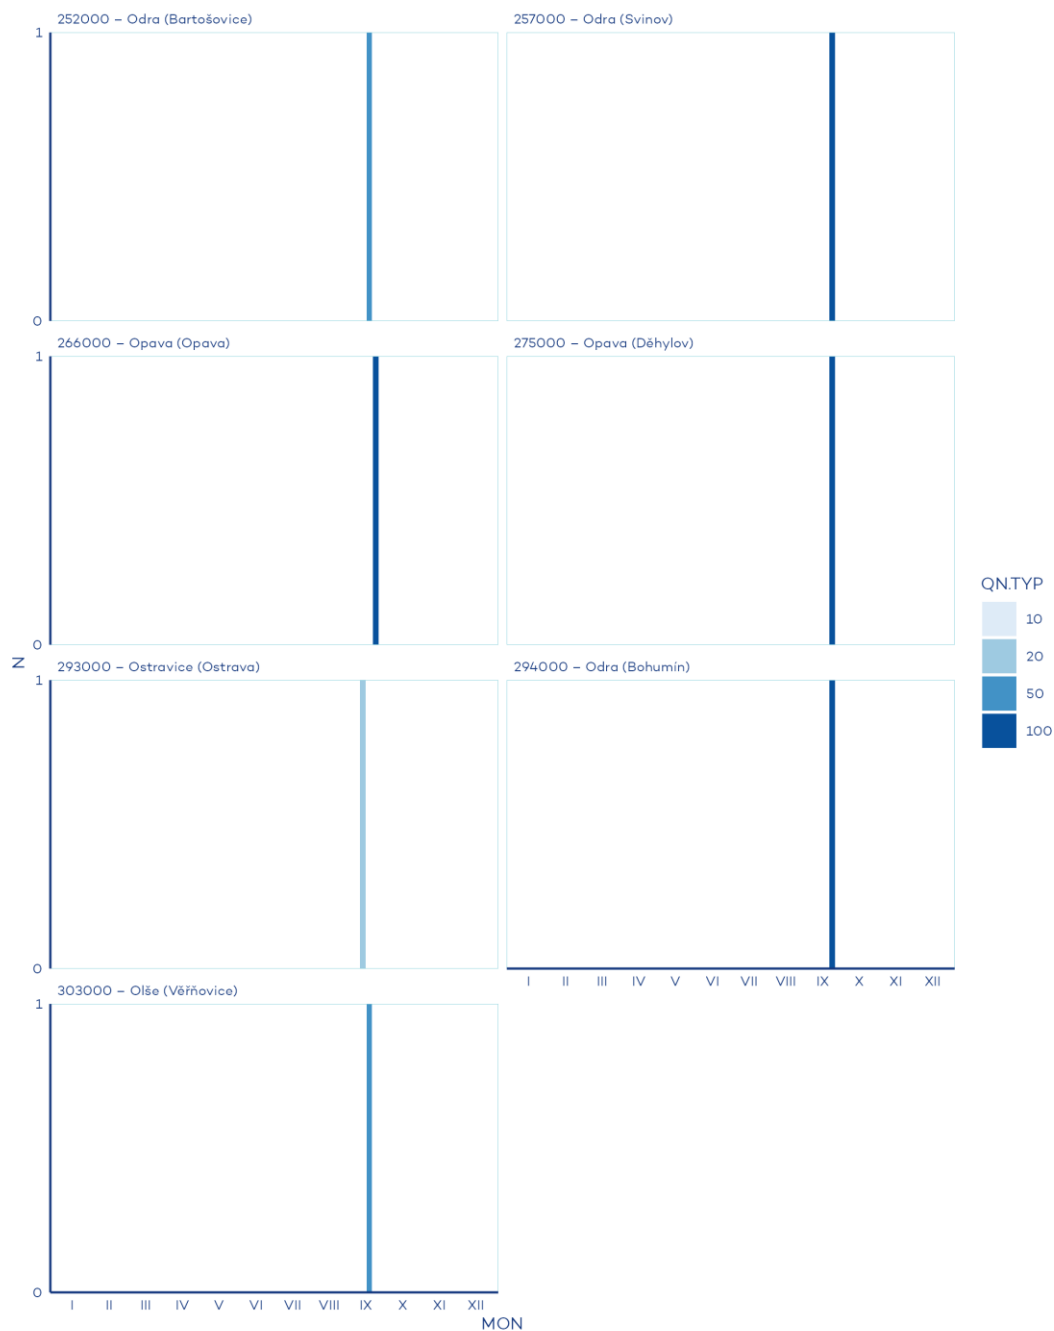 252000 – Odra (Bartošovice)
257000 – Odra (Svinov)
1
0
266000 – Opava (Opava)
275000 – Opava (Děhylov)
1
0
N
293000 – Ostravice (Ostrava)
294000 – Odra (Bohumín)
1
0
I II III IV V VI VII VIII IX X XI XII
303000 – Olše (Věřňovice)
1
0
I II III IV V VI VII VIII IX X XI XII
MON
QN.TYP
10
20
50
100